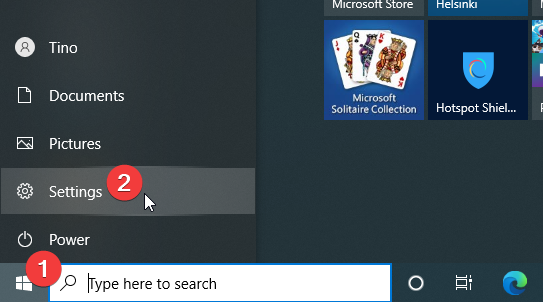 Microsoft Store
Helsinki
Tino
Documents
Microsoft
Solitaire Collection
Hotspot Shiel...
Pictures
Settings
2
Power
1
Type here to search